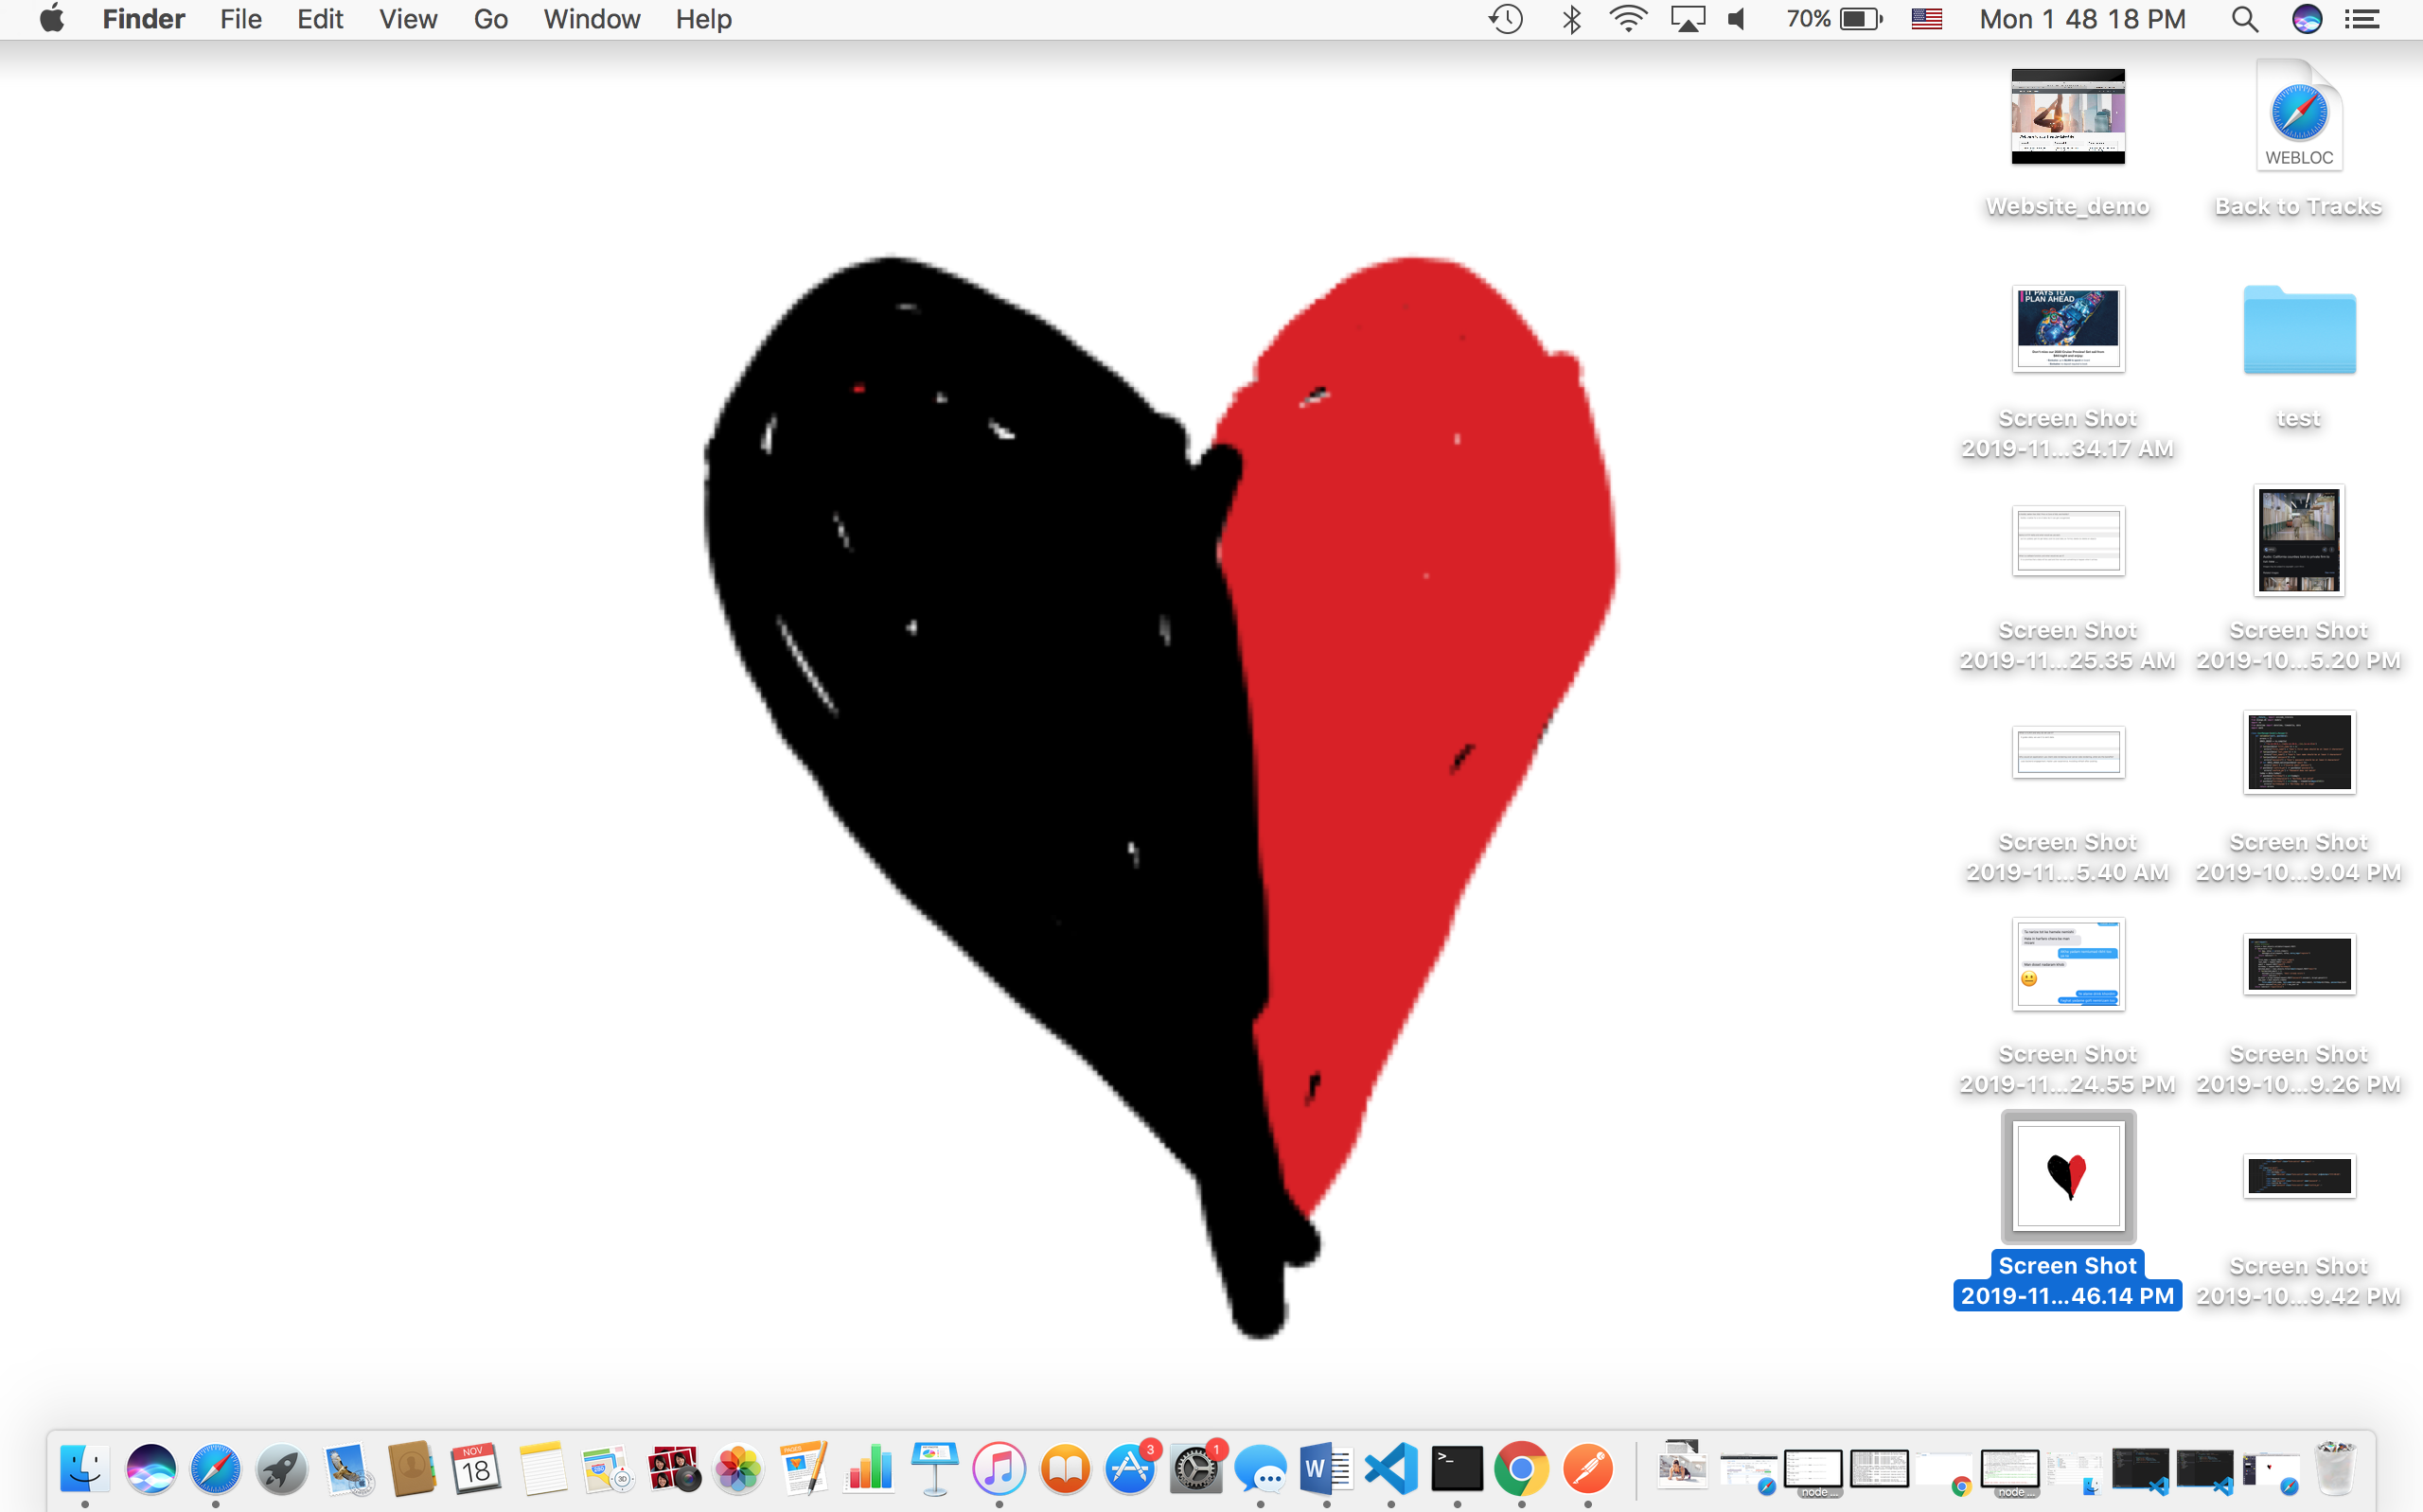 Finder File Edit View Go Window Help 70% Mon 1 48 18 PM
WEBLOC
Website_demo
Back to Tracks
IT PAYS TO
PLAN AHEAD
Screen Shot
2019-11...34.17 AM
test
Screen Shot
2019-11...25.35 AM
Screen Shot
2019-10...5.20 PM
Screen Shot
2019-11...5.40 AM
Screen Shot
2019-10...9.04 PM
Screen Shot
2019-11...24.55 PM
Screen Shot
2019-10...9.26 PM
Screen Shot
2019-11...46.14 PM
Screen Shot
2019-10...9.42 PM
NOV
18
3D
PAGES
3
1
W
>_
node ...
node ...